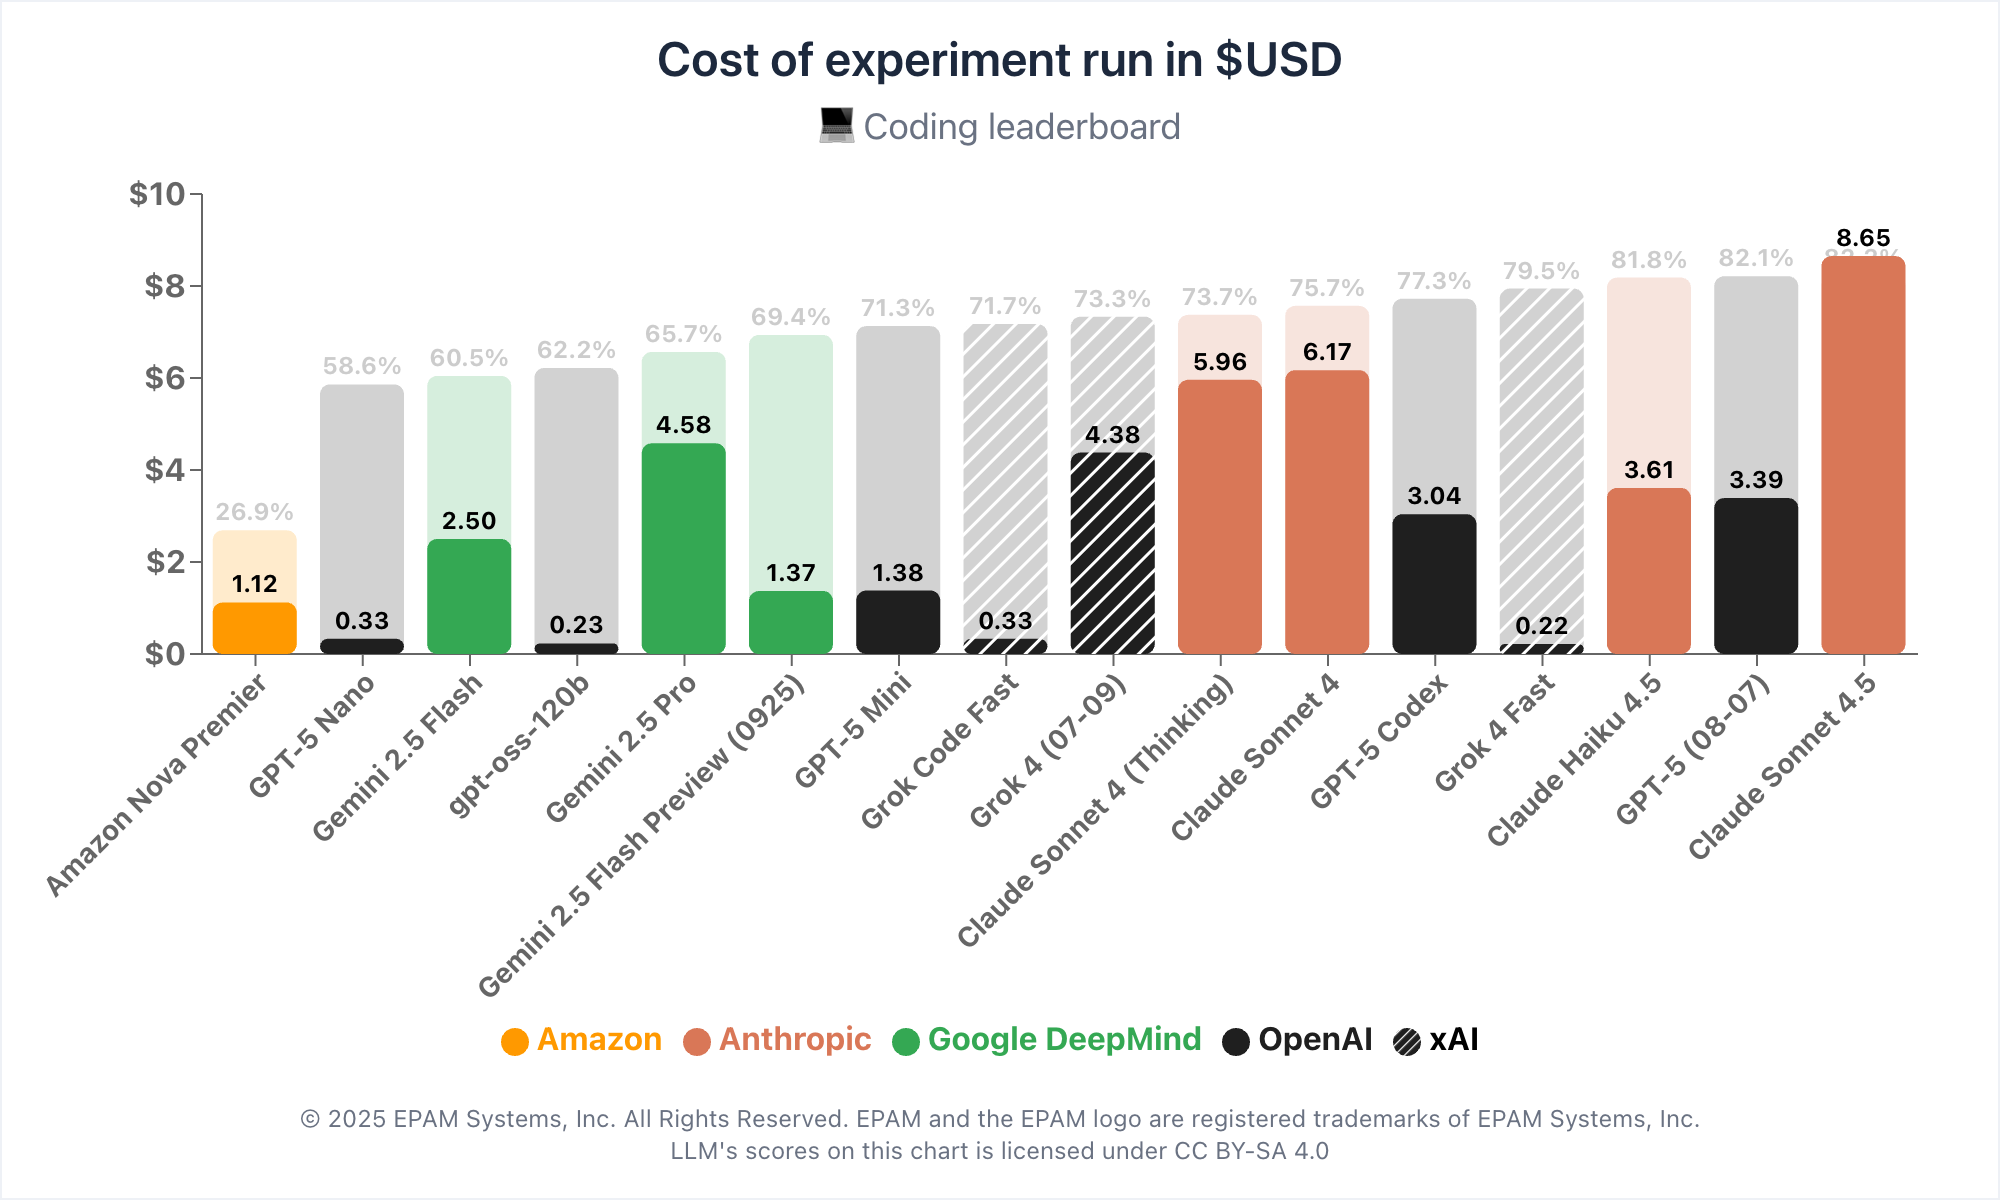 Cost of experiment run in $USD
💻 Coding leaderboard
$10
$8
$6
$4
$2
$0
26.9%
58.6%
60.5%
62.2%
65.7%
69.4%
71.3%
71.7%
73.3%
73.7%
75.7%
77.3%
79.5%
81.8%
82.1%
1.12
0.33
2.50
0.23
4.58
1.37
1.38
0.33
4.38
5.96
6.17
3.04
0.22
3.61
3.39
8.65
Amazon Nova Premier
GPT-5 Nano
Gemini 2.5 Flash
gpt-oss-120b
Gemini 2.5 Pro
Gemini 2.5 Flash Preview (0925)
GPT-5 Mini
Grok Code Fast
Grok 4 (07-09)
Claude Sonnet 4 (Thinking)
Claude Sonnet 4
GPT-5 Codex
Grok 4 Fast
Claude Haiku 4.5
GPT-5 (08-07)
Claude Sonnet 4.5
Amazon Anthropic Google DeepMind OpenAI xAI
© 2025 EPAM Systems, Inc. All Rights Reserved. EPAM and the EPAM logo are registered trademarks of EPAM Systems, Inc.
LLM's scores on this chart is licensed under CC BY-SA 4.0